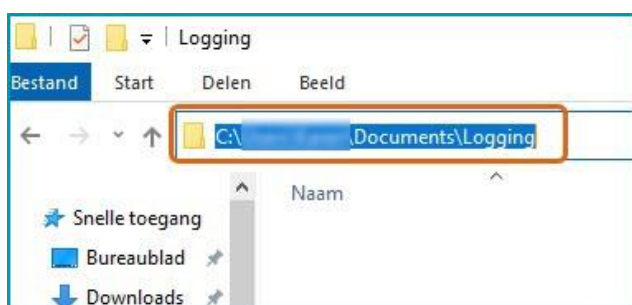 Logging
Bestand Start Delen Beeld
C:\ \Documents\Logging
Naam
Snelle toegang
Bureaublad
Downloads